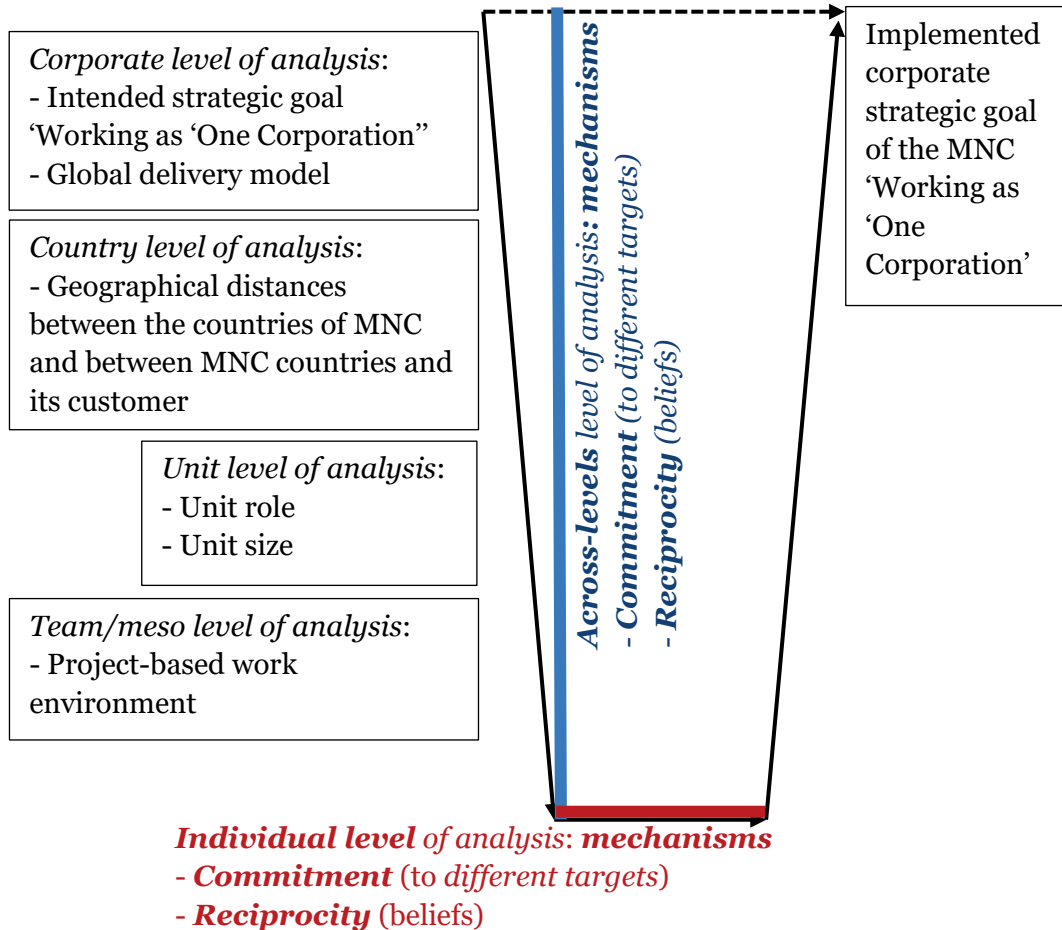 Corporate level of analysis:
- Intended strategic goal
‘Working as ‘One Corporation’’
- Global delivery model
Country level of analysis:
- Geographical distances
between the countries of MNC
and between MNC countries and
its customer
Unit level of analysis:
- Unit role
- Unit size
Team/meso level of analysis:
- Project-based work
environment
Across-levels level of analysis: mechanisms
- Commitment (to different targets)
- Reciprocity (beliefs)
Implemented
corporate
strategic goal
of the MNC
‘Working as
‘One
Corporation’
Individual level of analysis: mechanisms
- Commitment (to different targets)
- Reciprocity (beliefs)